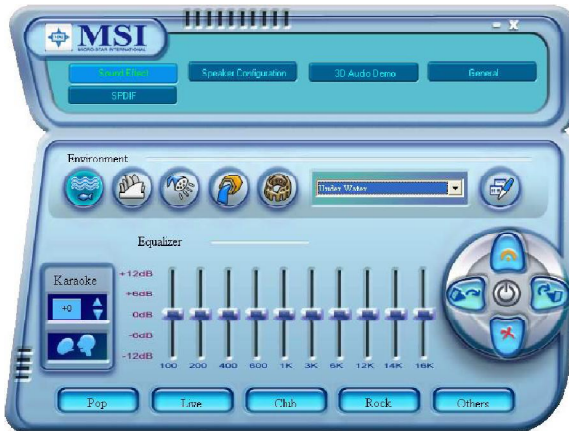 MSI
MICRO-STAR INTERNATIONAL
Sound Effect
Speaker Configuration
3D Audio Demo
General
SPDIF
Environment
Under Water
Equalizer
Karaoke
+0
+12dB
+6dB
0dB
-6dB
-12dB
100 200 400 600 1K 3K 6K 12K 14K 16K
Pop
Live
Club
Rock
Others